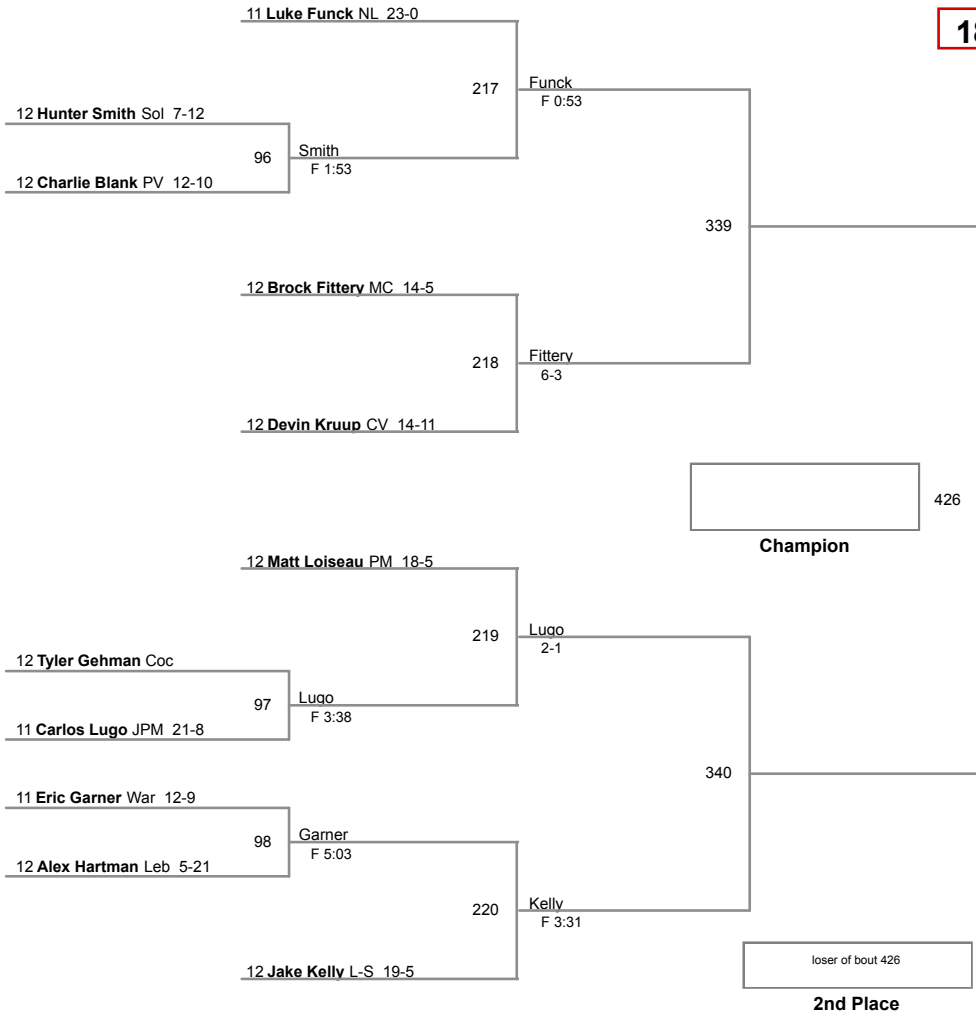 11 Luke Funck NL 23-0
18
217
Funck
F 0:53
12 Hunter Smith Sol 7-12
96
Smith
F 1:53
12 Charlie Blank PV 12-10
339
12 Brock Fittery MC 14-5
218
Fittery
6-3
12 Devin Kruup CV 14-11
426
Champion
12 Matt Loiseau PM 18-5
219
Lugo
2-1
12 Tyler Gehman Coc
97
Lugo
F 3:38
11 Carlos Lugo JPM 21-8
340
11 Eric Garner War 12-9
98
Garner
F 5:03
12 Alex Hartman Leb 5-21
220
Kelly
F 3:31
12 Jake Kelly L-S 19-5
loser of bout 426
2nd Place